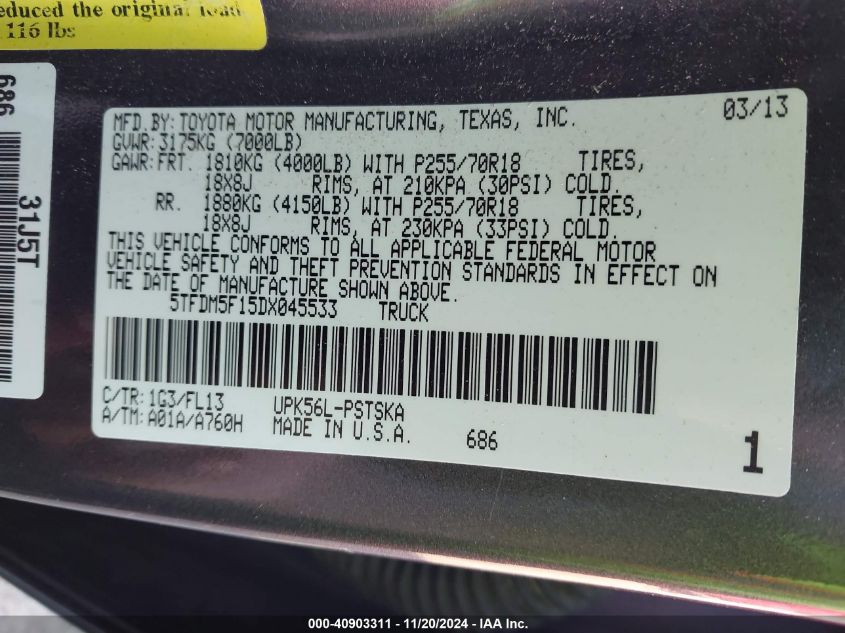 educed the original load
116 lbs
686
31J5T
MFD.BY:TOYOTA MOTOR MANUFACTURING, TEXAS, INC. 03/13
GVWR:3175KG (7000LB)
GAWR:FRT. 1810KG (4000LB) WITH P255/70R18 TIRES,
18X8J RIMS, AT 210KPA (30PSI) COLD.
RR. 1880KG (4150LB) WITH P255/70R18 TIRES,
18X8J RIMS, AT 230KPA (33PSI) COLD.
THIS VEHICLE CONFORMS TO ALL APPLICABLE FEDERAL MOTOR
VEHICLE SAFETY AND THEFT PREVENTION STANDARDS IN EFFECT ON
THE DATE OF MANUFACTURE SHOWN ABOVE.
5TFDM5F15DX045533 TRUCK
C/TR:1G3/FL13 UPK56L-PSTSKA
A/TM:A01A/A760H MADE IN U.S.A. 686 1
000-40903311 - 11/20/2024 - IAA Inc.